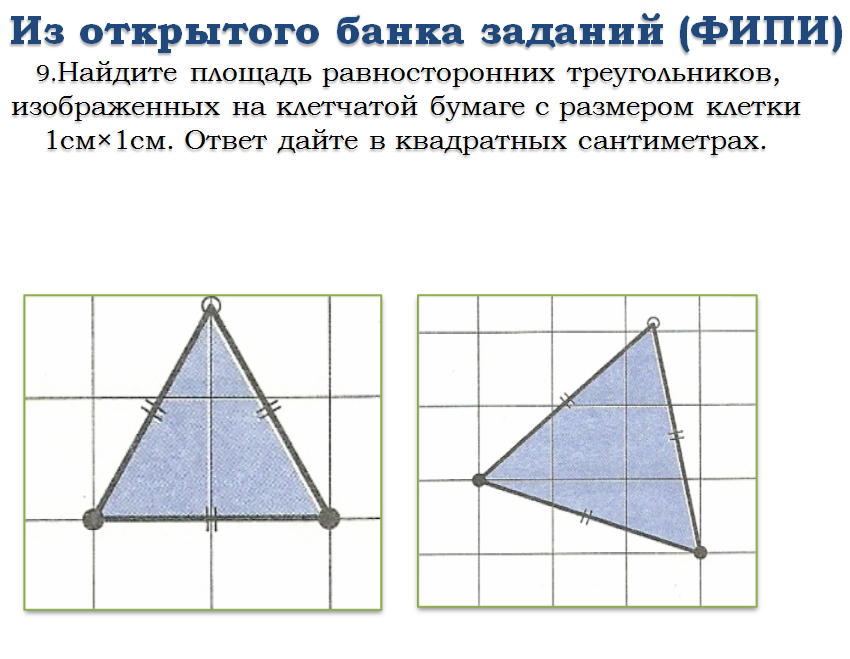 Из открытого банка заданий (ФИПИ)
9.Найдите площадь равносторонних треугольников,
изображенных на клетчатой бумаге с размером клетки
1см×1см. Ответ дайте в квадратных сантиметрах.